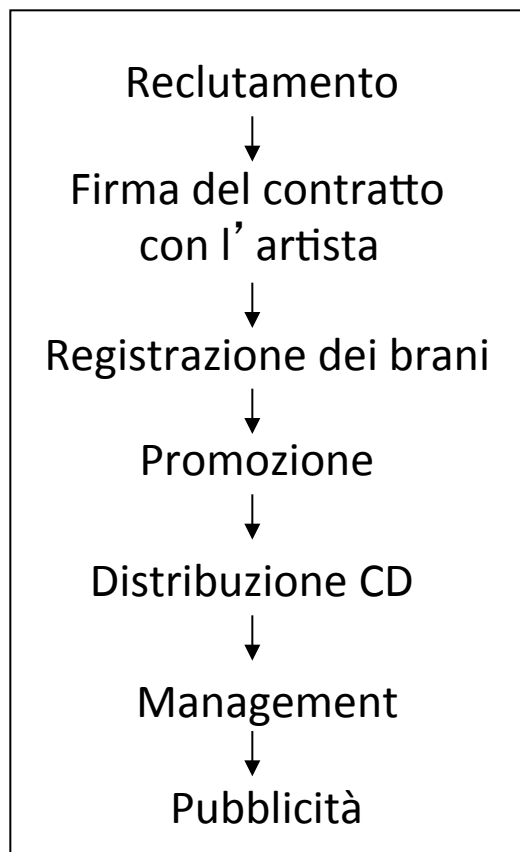 Reclutamento
Firma del contratto
con l’ artista
Registrazione dei brani
Promozione
Distribuzione CD
Management
Pubblicità